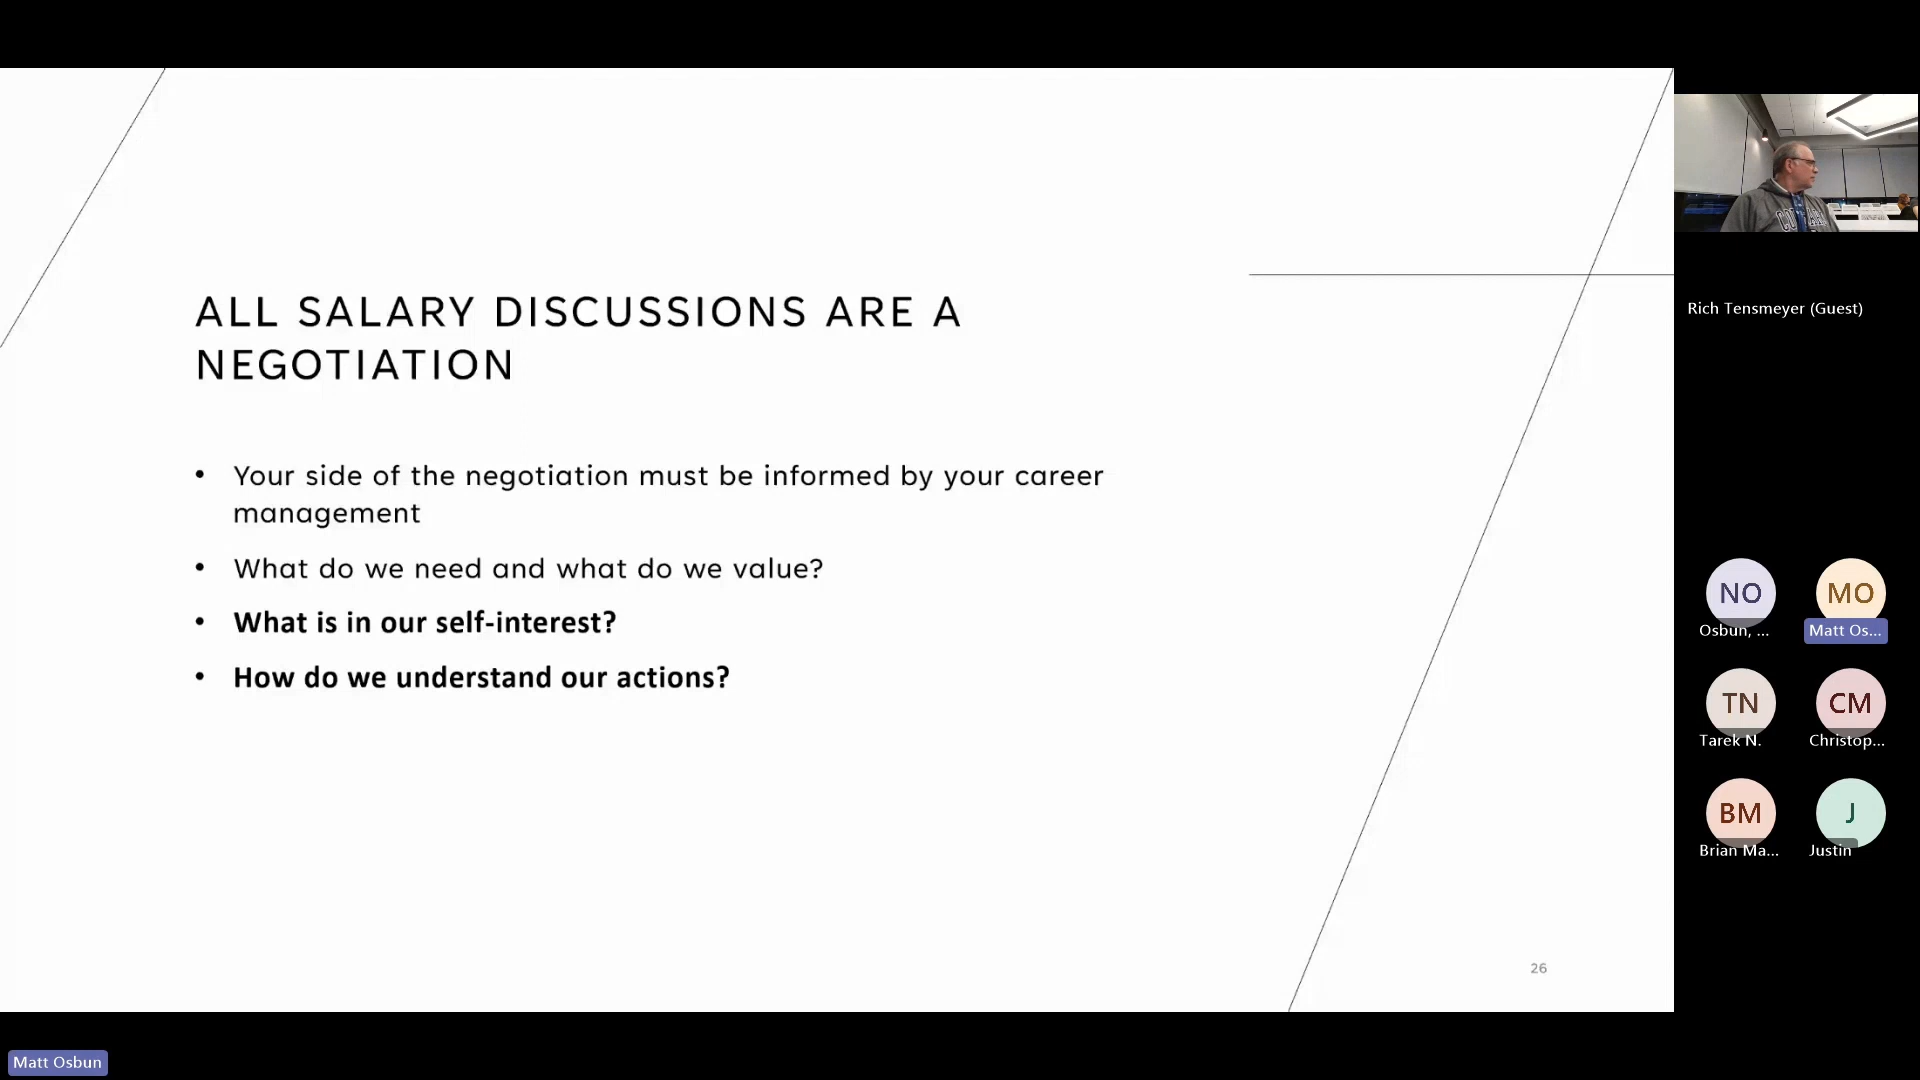 ALL SALARY DISCUSSIONS ARE A
NEGOTIATION
• Your side of the negotiation must be informed by your career
management
• What do we need and what do we value?
• What is in our self-interest?
• How do we understand our actions?
26
Rich Tensmeyer (Guest)
NO
MO
Osbun, ...
Matt Os...
TN
CM
Tarek N.
Christop...
BM
J
Brian Ma...
Justin
Matt Osbun